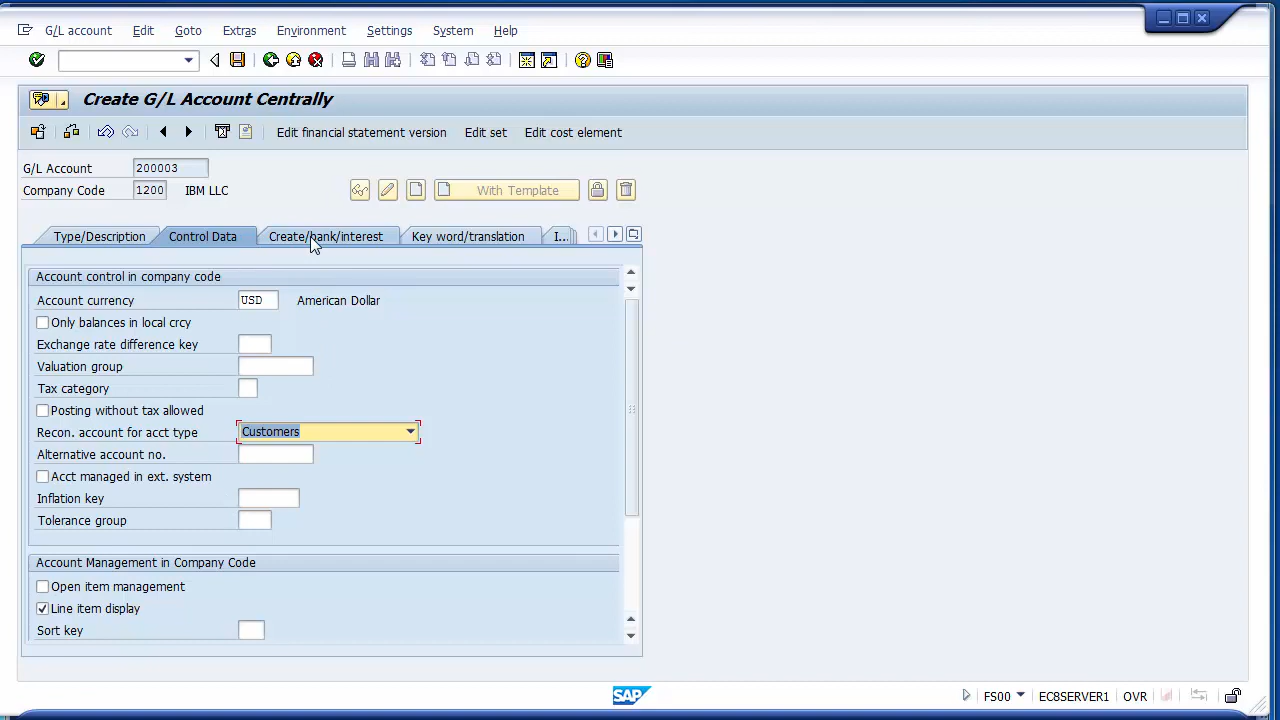 G/L account Edit Goto Extras Environment Settings System Help
Create G/L Account Centrally
Edit financial statement version Edit set Edit cost element
G/L Account 200003
Company Code 1200 IBM LLC With Template
Type/Description Control Data Create/bank/interest Key word/translation I...
Account control in company code
Account currency USD American Dollar
Only balances in local crcy
Exchange rate difference key
Valuation group
Tax category
Posting without tax allowed
Recon. account for acct type Customers
Alternative account no.
Acct managed in ext. system
Inflation key
Tolerance group
Account Management in Company Code
Open item management
Line item display
Sort key
SAP FS00 ECGSERVER1 OVR